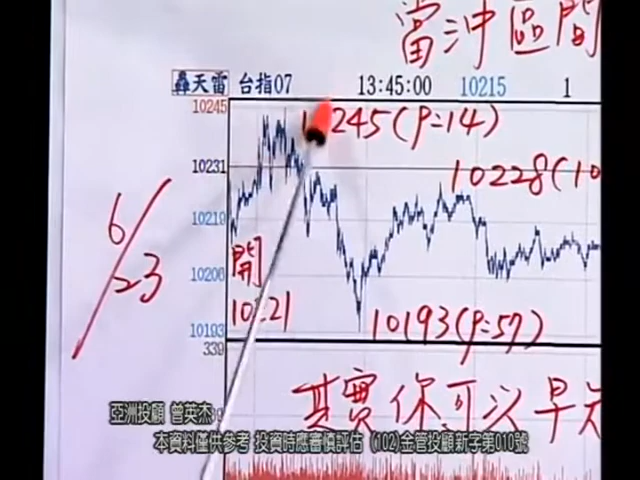 當沖區間
轟天雷 台指07 13:45:00 10215 1
10245
10245(P=14)
10231
10228(10
10219
6/23
開
10206
10221
10193
10193(P=57)
339
其實你可以早知
亞洲投顧 曾英杰
本資料僅供參考 投資時應審慎評估 (102)金管投顧新字第010號